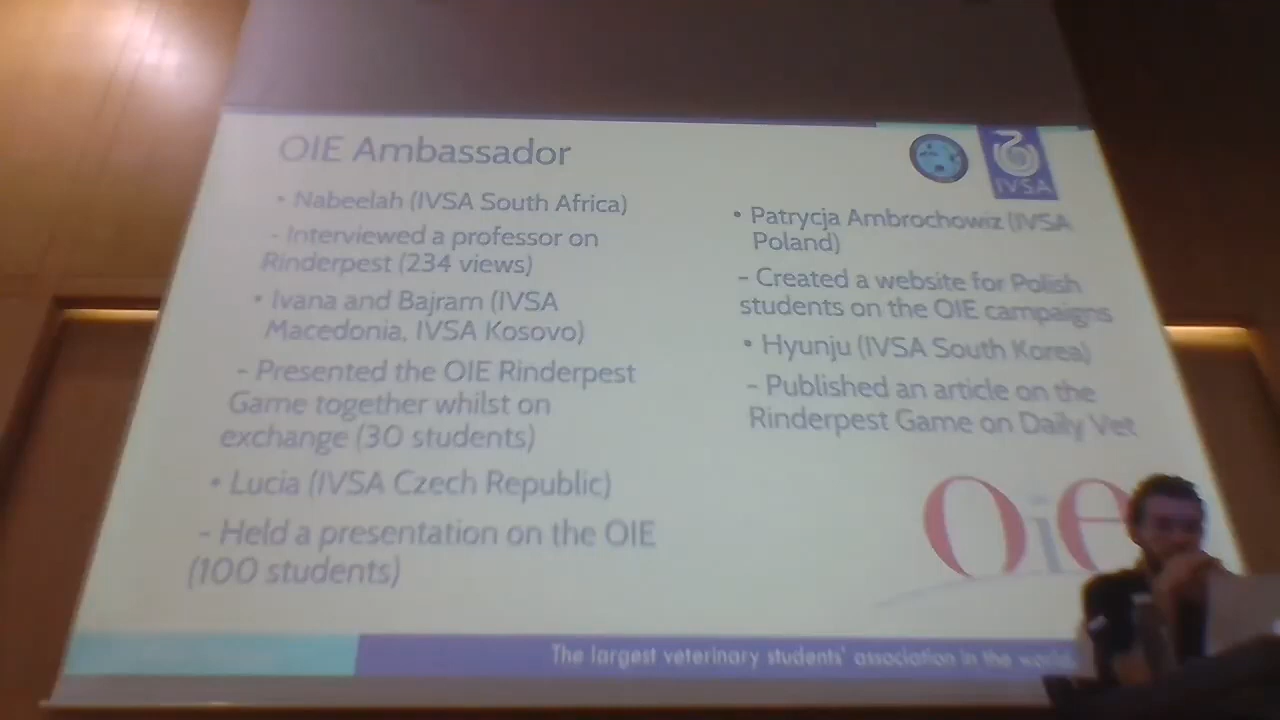 OIE Ambassador
• Nabeelah (IVSA South Africa)
- Interviewed a professor on
Rinderpest (234 views)
• Ivana and Bajram (IVSA
Macedonia, IVSA Kosovo)
- Presented the OIE Rinderpest
Game together whilst on
exchange (30 students)
• Lucia (IVSA Czech Republic)
- Held a presentation on the OIE
(100 students)
IVSA
• Patrycja Ambrochowiz (IVSA
Poland)
- Created a website for Polish
students on the OIE campaigns
• Hyunju (IVSA South Korea)
- Published an article on the
Rinderpest Game on Daily Vet
OiE
The largest veterinary students' association in the world